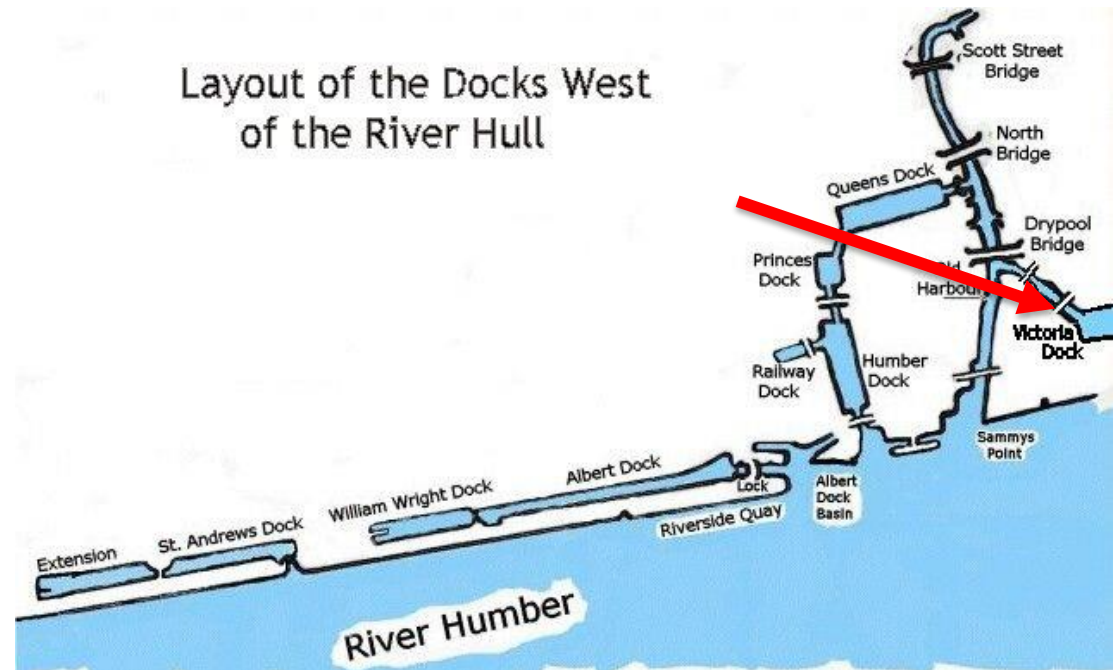 Layout of the Docks West
of the River Hull
Scott Street
Bridge
North
Bridge
Queens Dock
Drypool
Bridge
Princes
Dock
Harbour
Victoria
Dock
Railway
Dock
Humber
Dock
Sammys
Point
Albert Dock
Lock
Albert
Dock
Basin
William Wright Dock
Riverside Quay
St. Andrews Dock
Extension
River Humber